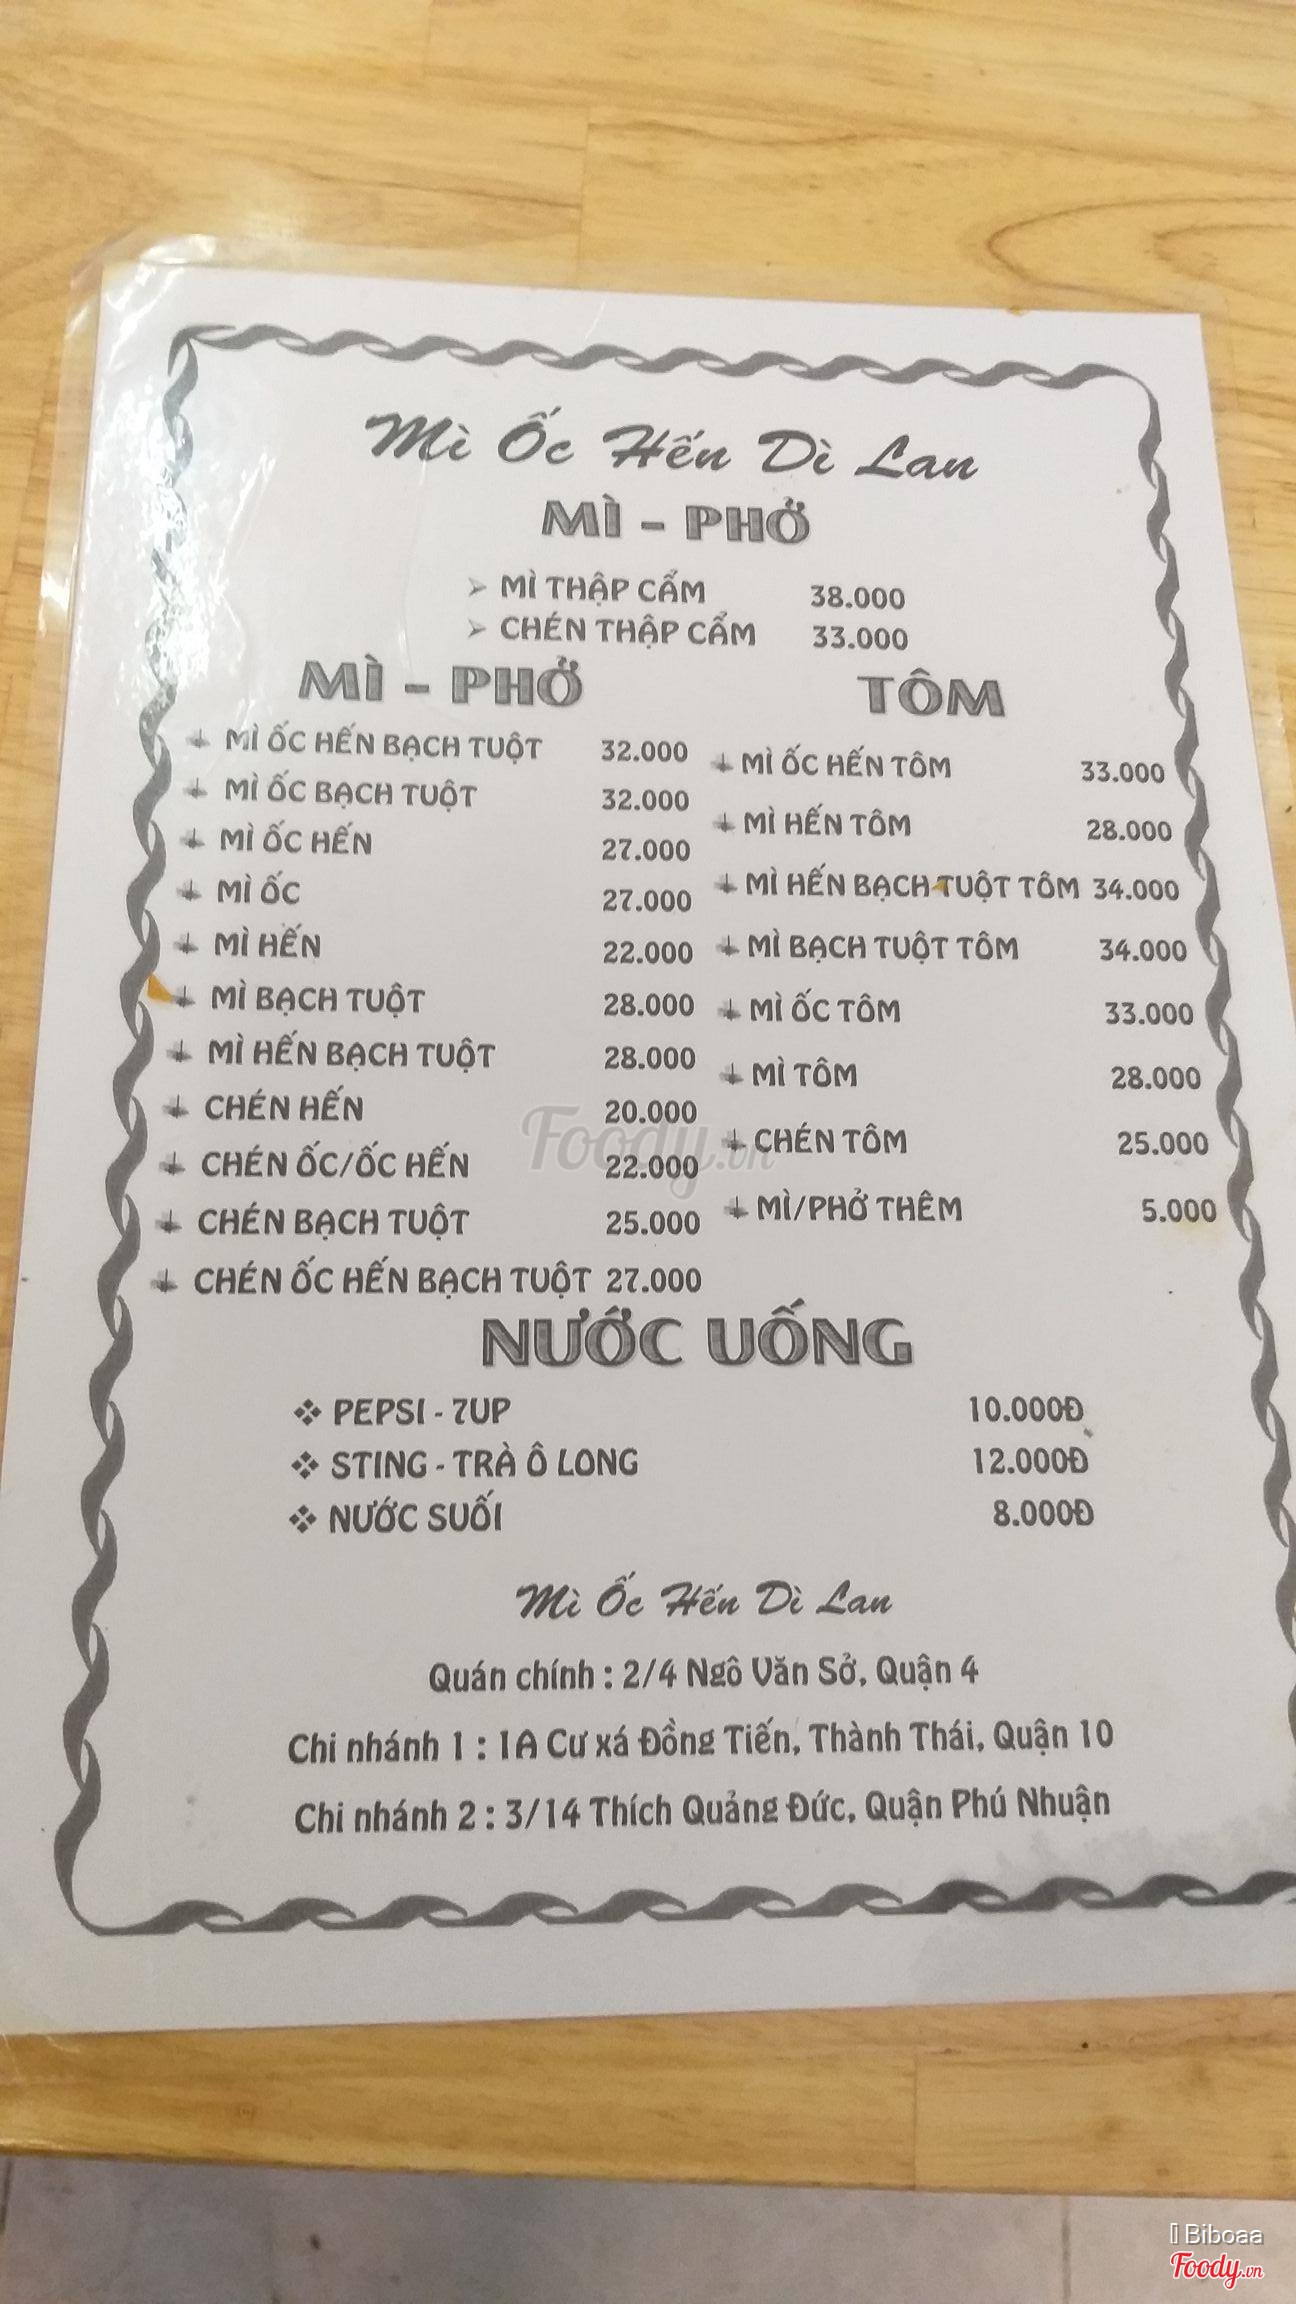 Mì Ốc Hến Dì Lan
MÌ - PHỞ
MÌ THẬP CẨM 38.000
CHÉN THẬP CẨM 33.000
MÌ - PHỞ
MÌ ỐC HẾN BẠCH TUỘT 32.000
MÌ ỐC BẠCH TUỘT 32.000
MÌ ỐC HẾN 27.000
MÌ ỐC 27.000
MÌ HẾN 22.000
MÌ BẠCH TUỘT 28.000
MÌ HẾN BẠCH TUỘT 28.000
CHÉN HẾN 20.000
CHÉN ỐC/ỐC HẾN 22.000
CHÉN BẠCH TUỘT 25.000
CHÉN ỐC HẾN BẠCH TUỘT 27.000
TÔM
MÌ ỐC HẾN TÔM 33.000
MÌ HẾN TÔM 28.000
MÌ HẾN BẠCH TUỘT TÔM 34.000
MÌ BẠCH TUỘT TÔM 34.000
MÌ ỐC TÔM 33.000
MÌ TÔM 28.000
CHÉN TÔM 25.000
MÌ/PHỞ THÊM 5.000
NƯỚC UỐNG
PEPSI - 7UP 10.000Đ
STING - TRÀ Ô LONG 12.000Đ
NƯỚC SUỐI 8.000Đ
Mì Ốc Hến Dì Lan
Quán chính : 2/4 Ngô Văn Sở, Quận 4
Chi nhánh 1 : 1A Cư xá Đồng Tiến, Thành Thái, Quận 10
Chi nhánh 2 : 3/14 Thích Quảng Đức, Quận Phú Nhuận
Foody.vn
Biboaa
Foody.vn